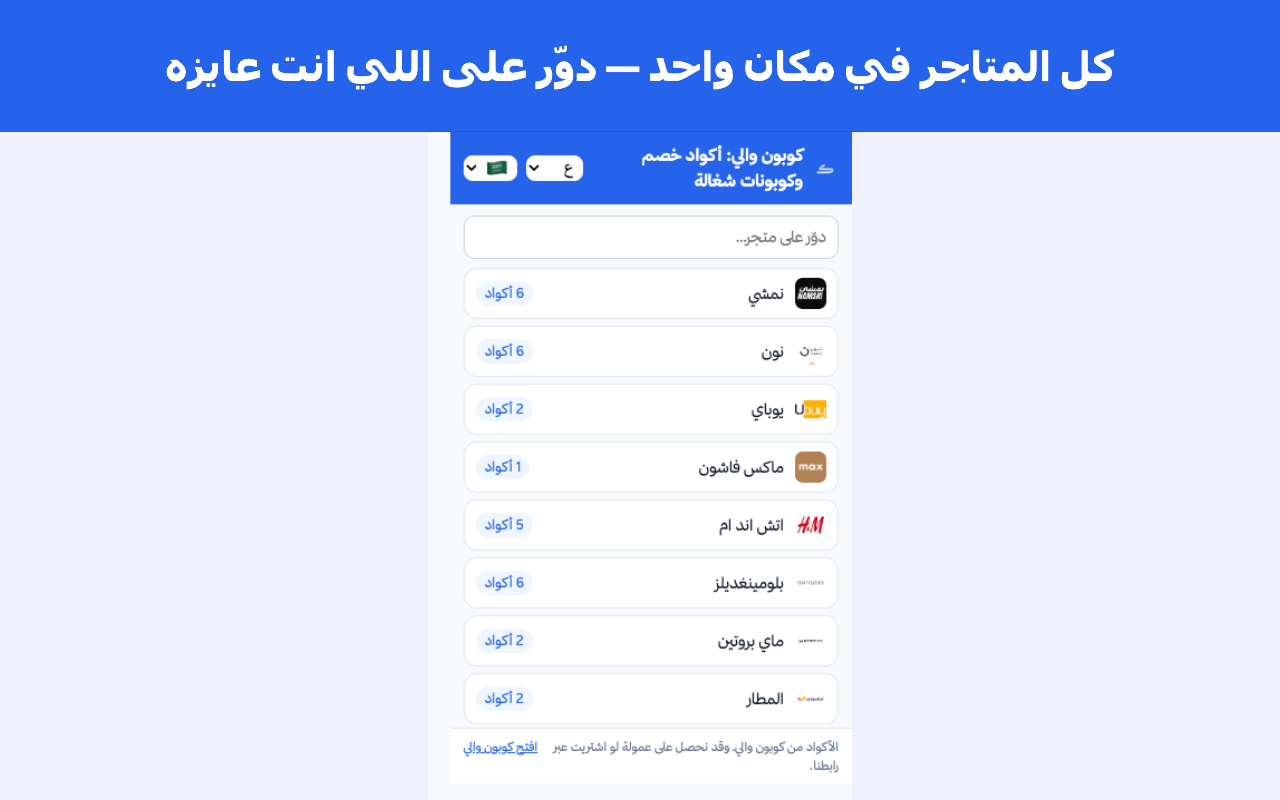 كل المتاجر في مكان واحد — دوّر على اللي انت عايزه
كوبون والي: أكواد خصم
وكوبونات شغالة
ع
دوّر على متجر...
نمشي
6 أكواد
نون
6 أكواد
Ubuy
يوباي
2 أكواد
max
ماكس فاشون
1 أكواد
H&M
اتش اند ام
5 أكواد
بلومينغديلز
6 أكواد
ماي بروتين
2 أكواد
المطار
2 أكواد
الأكواد من كوبون والي. وقد نحصل على عمولة لو اشتريت عبر
رابطنا.
افتح كوبون والي